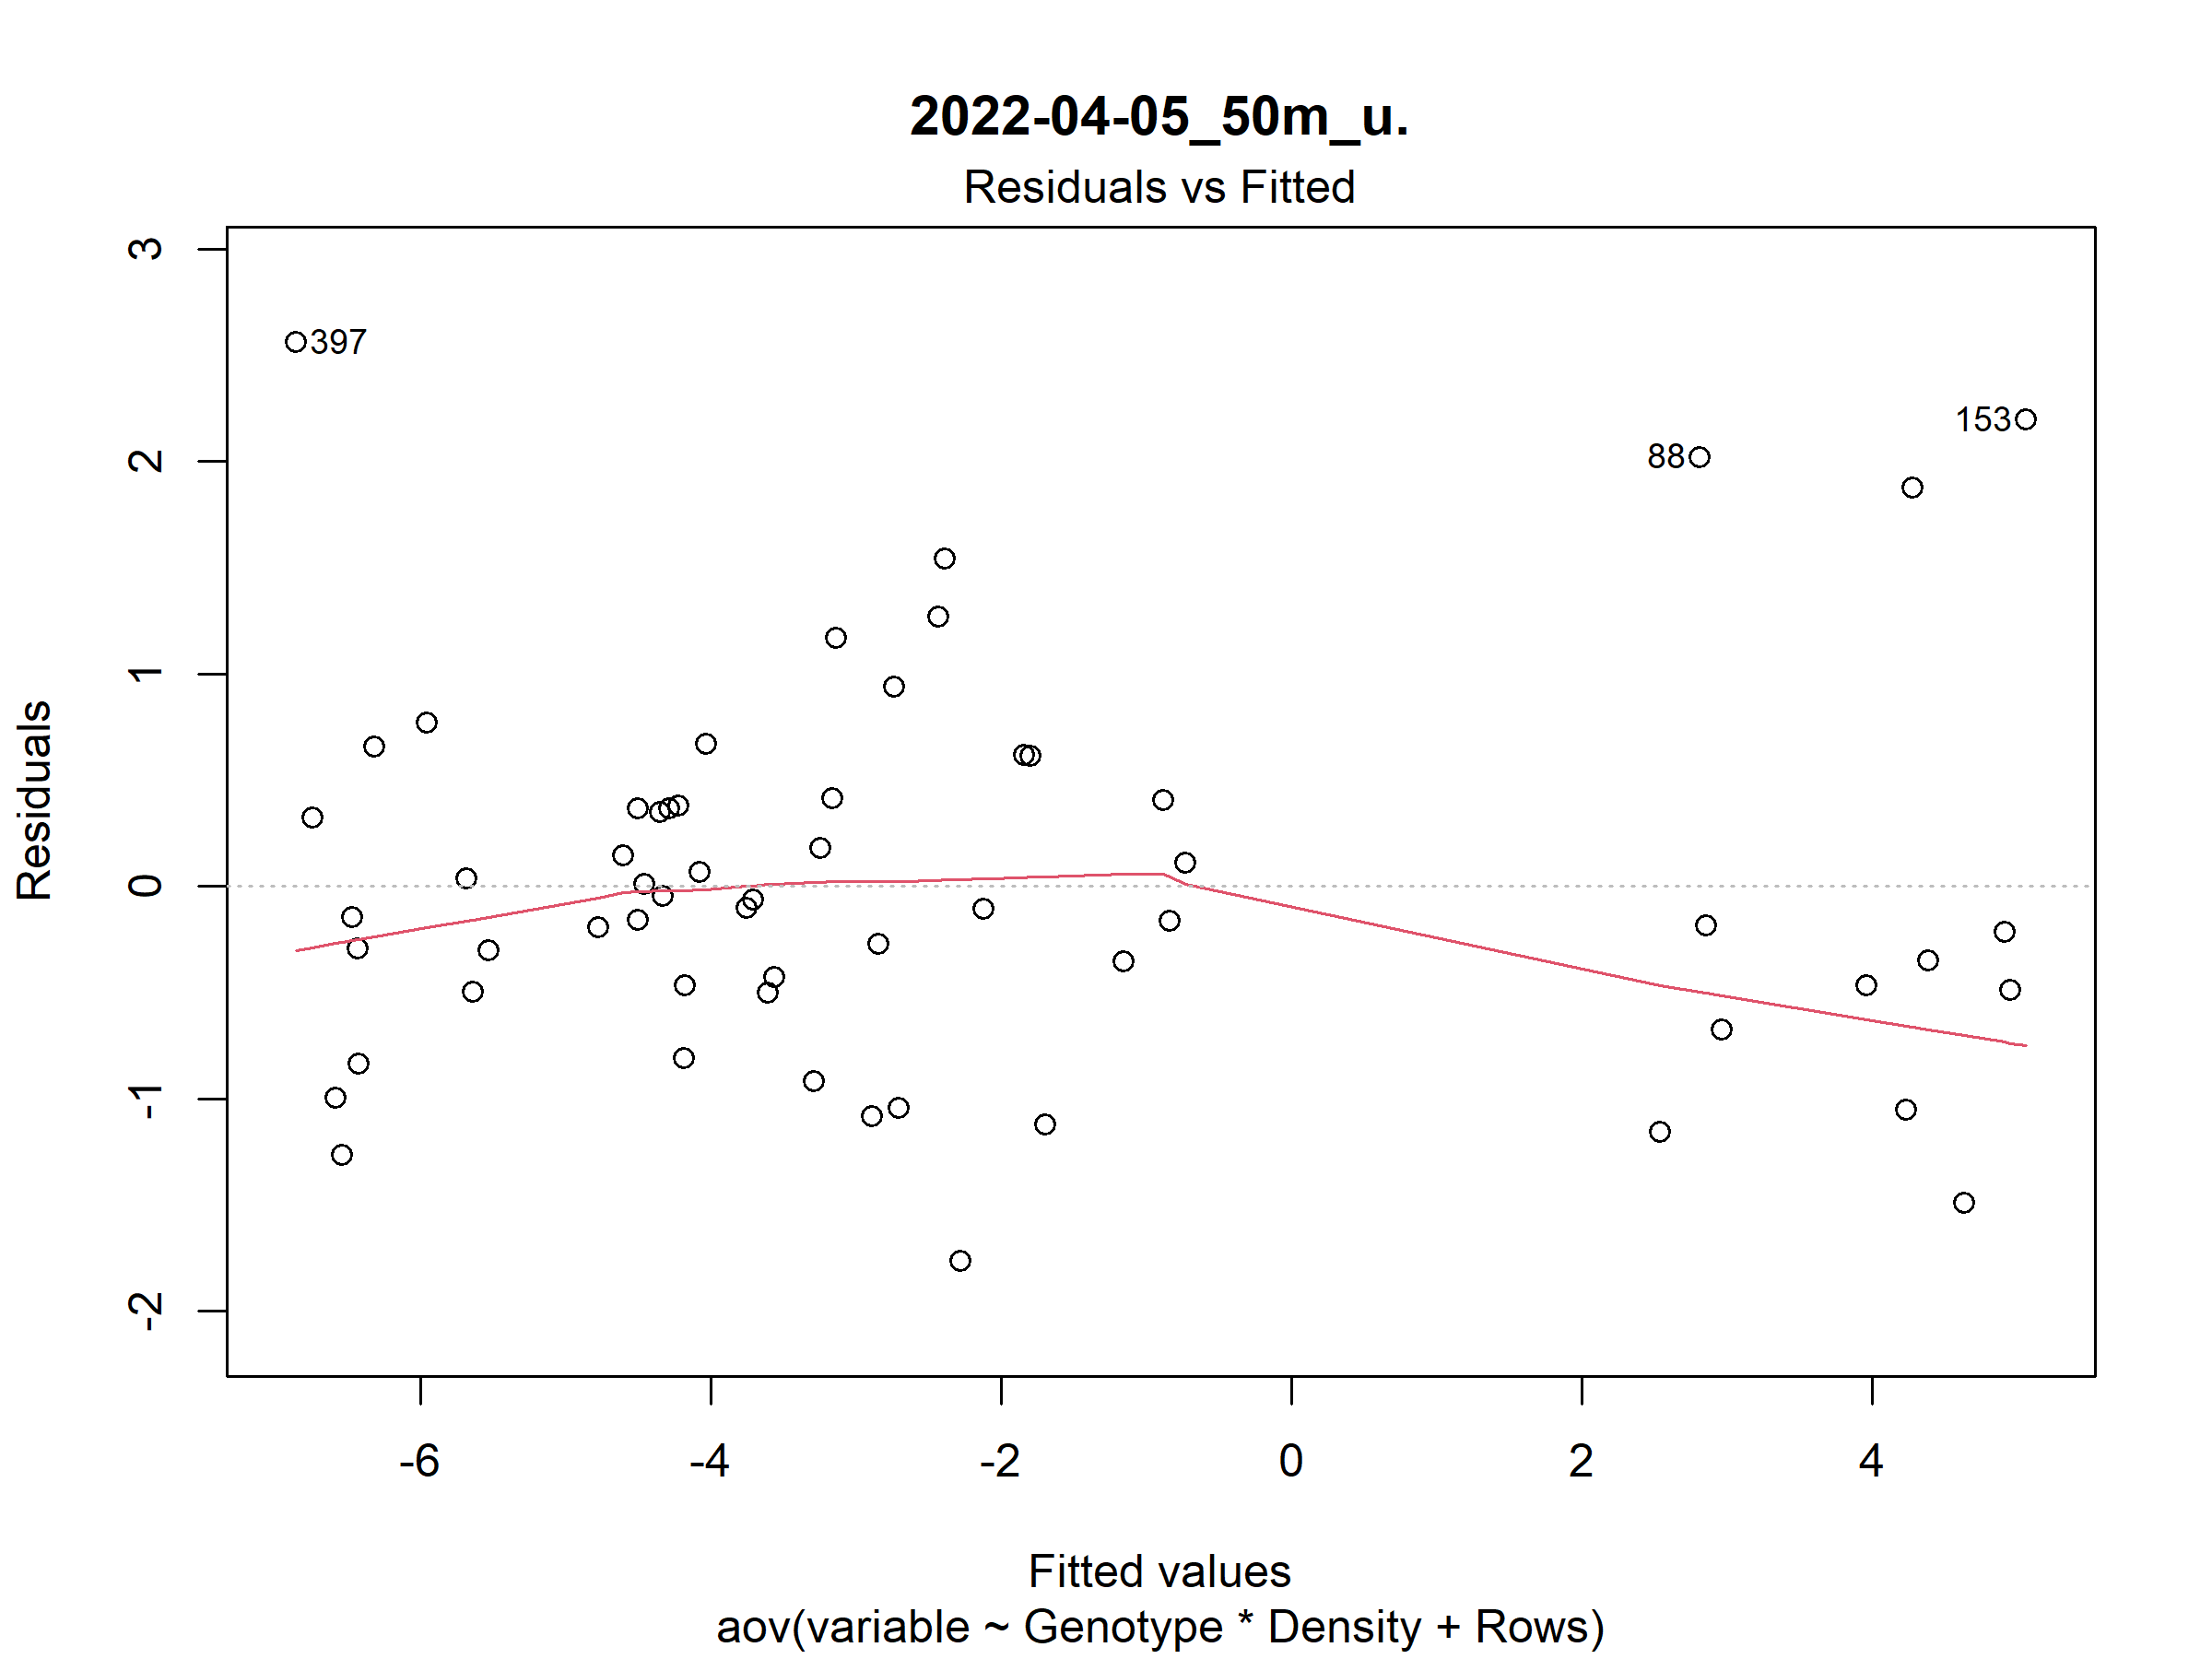 2022-04-05_50m_u.
Residuals vs Fitted
3
2
1
0
-1
-2
Residuals
397
153
88
-6 -4 -2 0 2 4
Fitted values
aov(variable ~ Genotype * Density + Rows)